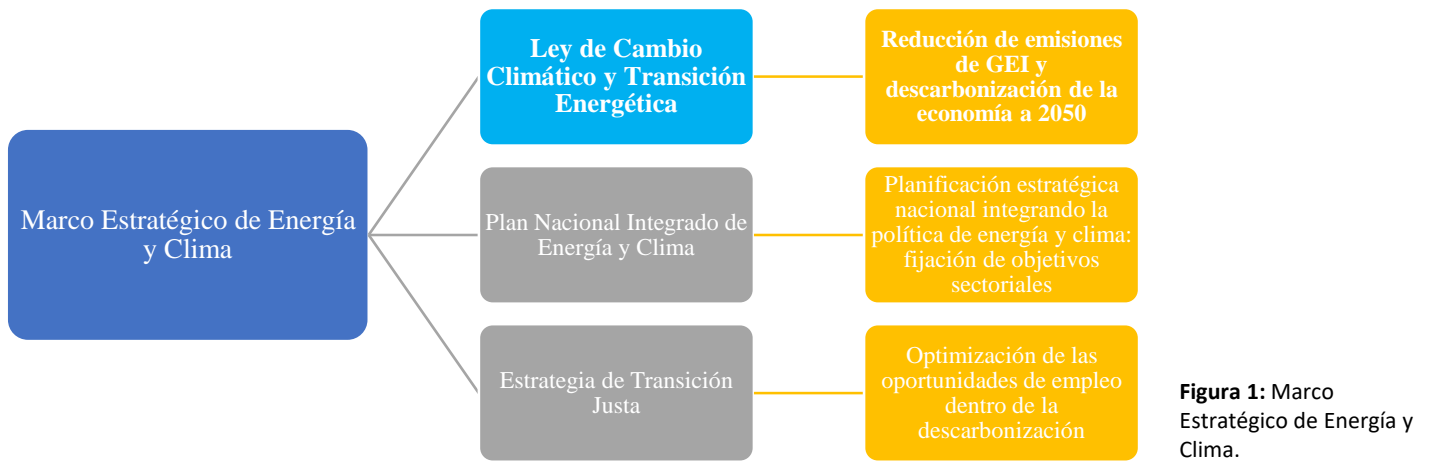 Marco Estratégico de Energía
y Clima
Ley de Cambio
Climático y Transición
Energética
Reducción de emisiones
de GEI y
descarbonización de la
economía a 2050
Plan Nacional Integrado de
Energía y Clima
Planificación estratégica
nacional integrando la
política de energía y clima:
fijación de objetivos
sectoriales
Estrategia de Transición
Justa
Optimización de las
oportunidades de empleo
dentro de la
descarbonización
Figura 1: Marco
Estratégico de Energía y
Clima.